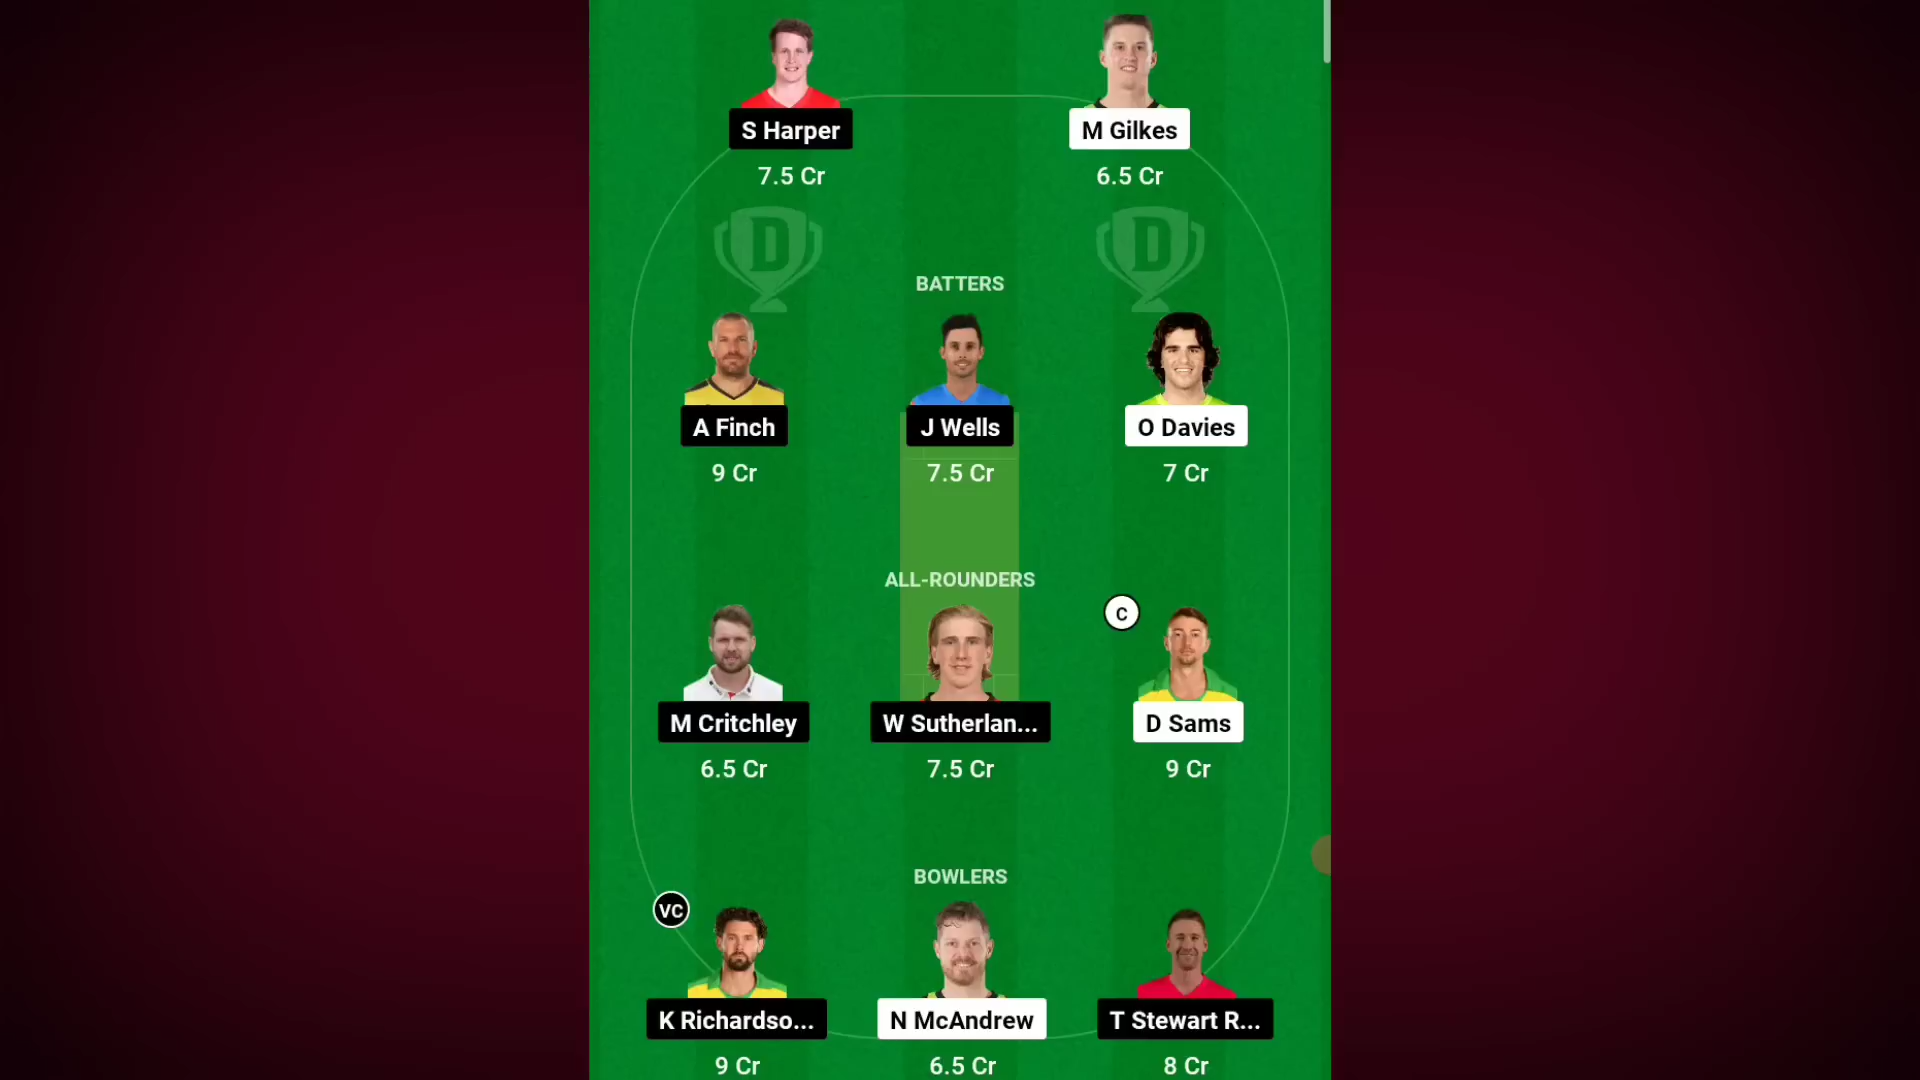 S Harper
M Gilkes
7.5 Cr
6.5 Cr
D
D
BATTERS
A Finch
J Wells
O Davies
9 Cr
7.5 Cr
7 Cr
ALL-ROUNDERS
C
M Critchley
W Sutherlan...
D Sams
6.5 Cr
7.5 Cr
9 Cr
BOWLERS
VC
K Richardso...
N McAndrew
T Stewart R...
9 Cr
6.5 Cr
8 Cr